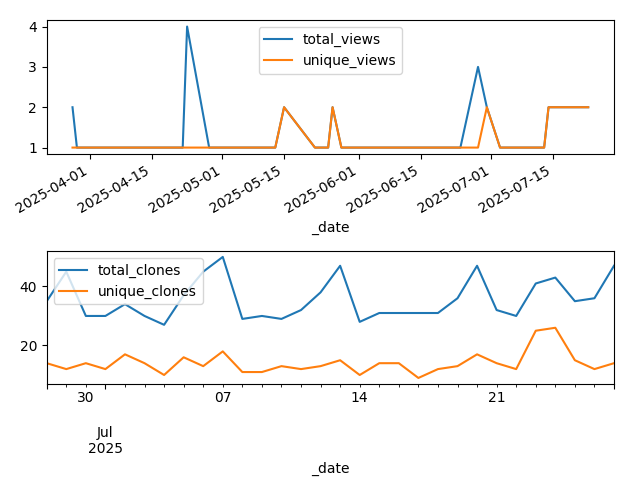 4
3
2
1
total_views
unique_views
2025-04-01
2025-04-15
2025-05-01
2025-05-15
2025-06-01
2025-06-15
2025-07-01
2025-07-15
_date
40
20
total_clones
unique_clones
30
07
14
21
Jul
2025
_date